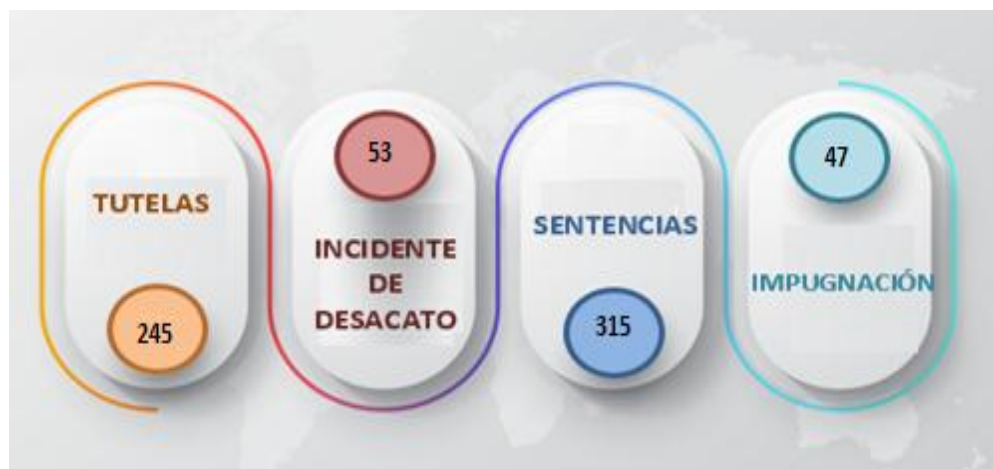 TUTELAS
245
53
INCIDENTE
DE
DESACATO
SENTENCIAS
315
47
IMPUGNACIÓN